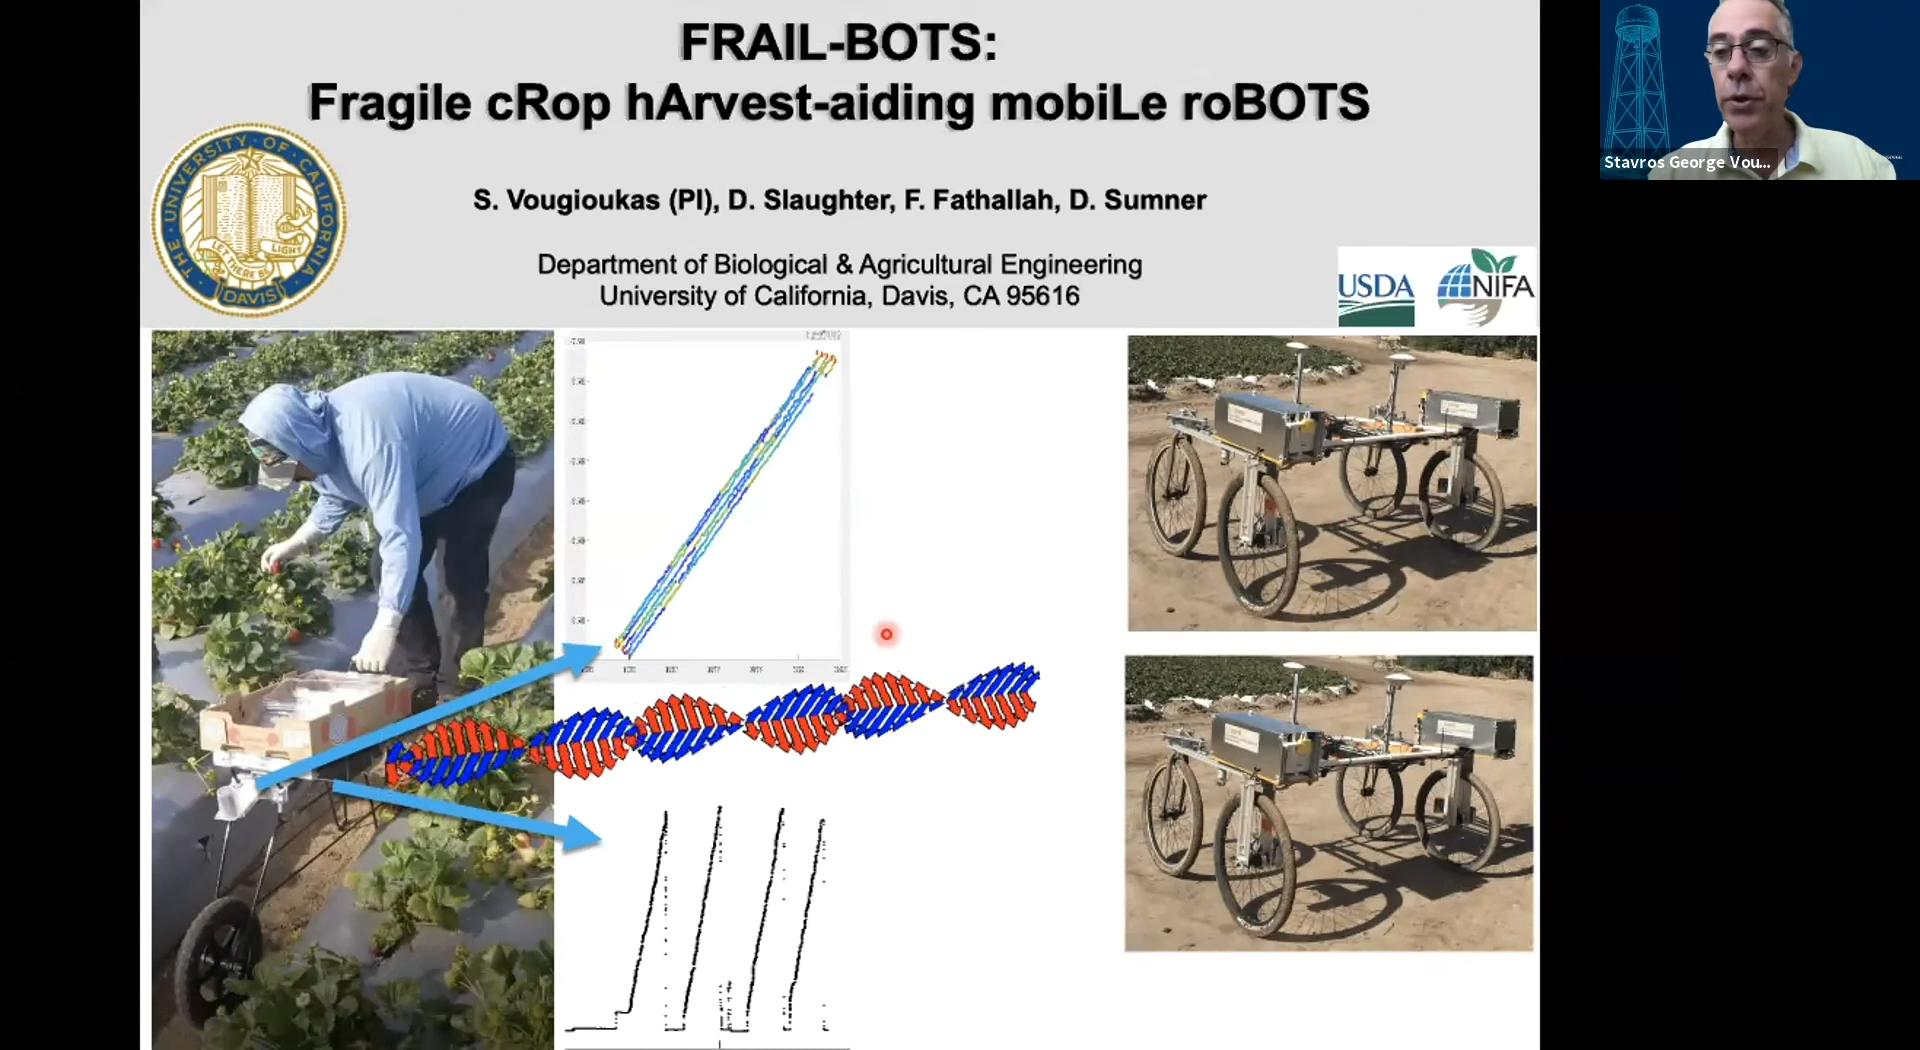 FRAIL-BOTS:
Fragile cRop hArvest-aiding mobiLe roBOTS
S. Vougioukas (PI), D. Slaughter, F. Fathallah, D. Sumner
Department of Biological & Agricultural Engineering
University of California, Davis, CA 95616
THE · UNIVERSITY · OF · CALIFORNIA
LET THERE BE LIGHT
DAVIS
USDA
NIFA
Stavros George Vou...